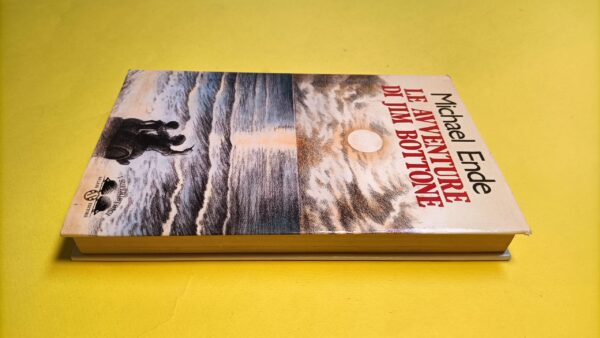 Michael Ende
LE AVVENTURE
DI JIM BOTTONE